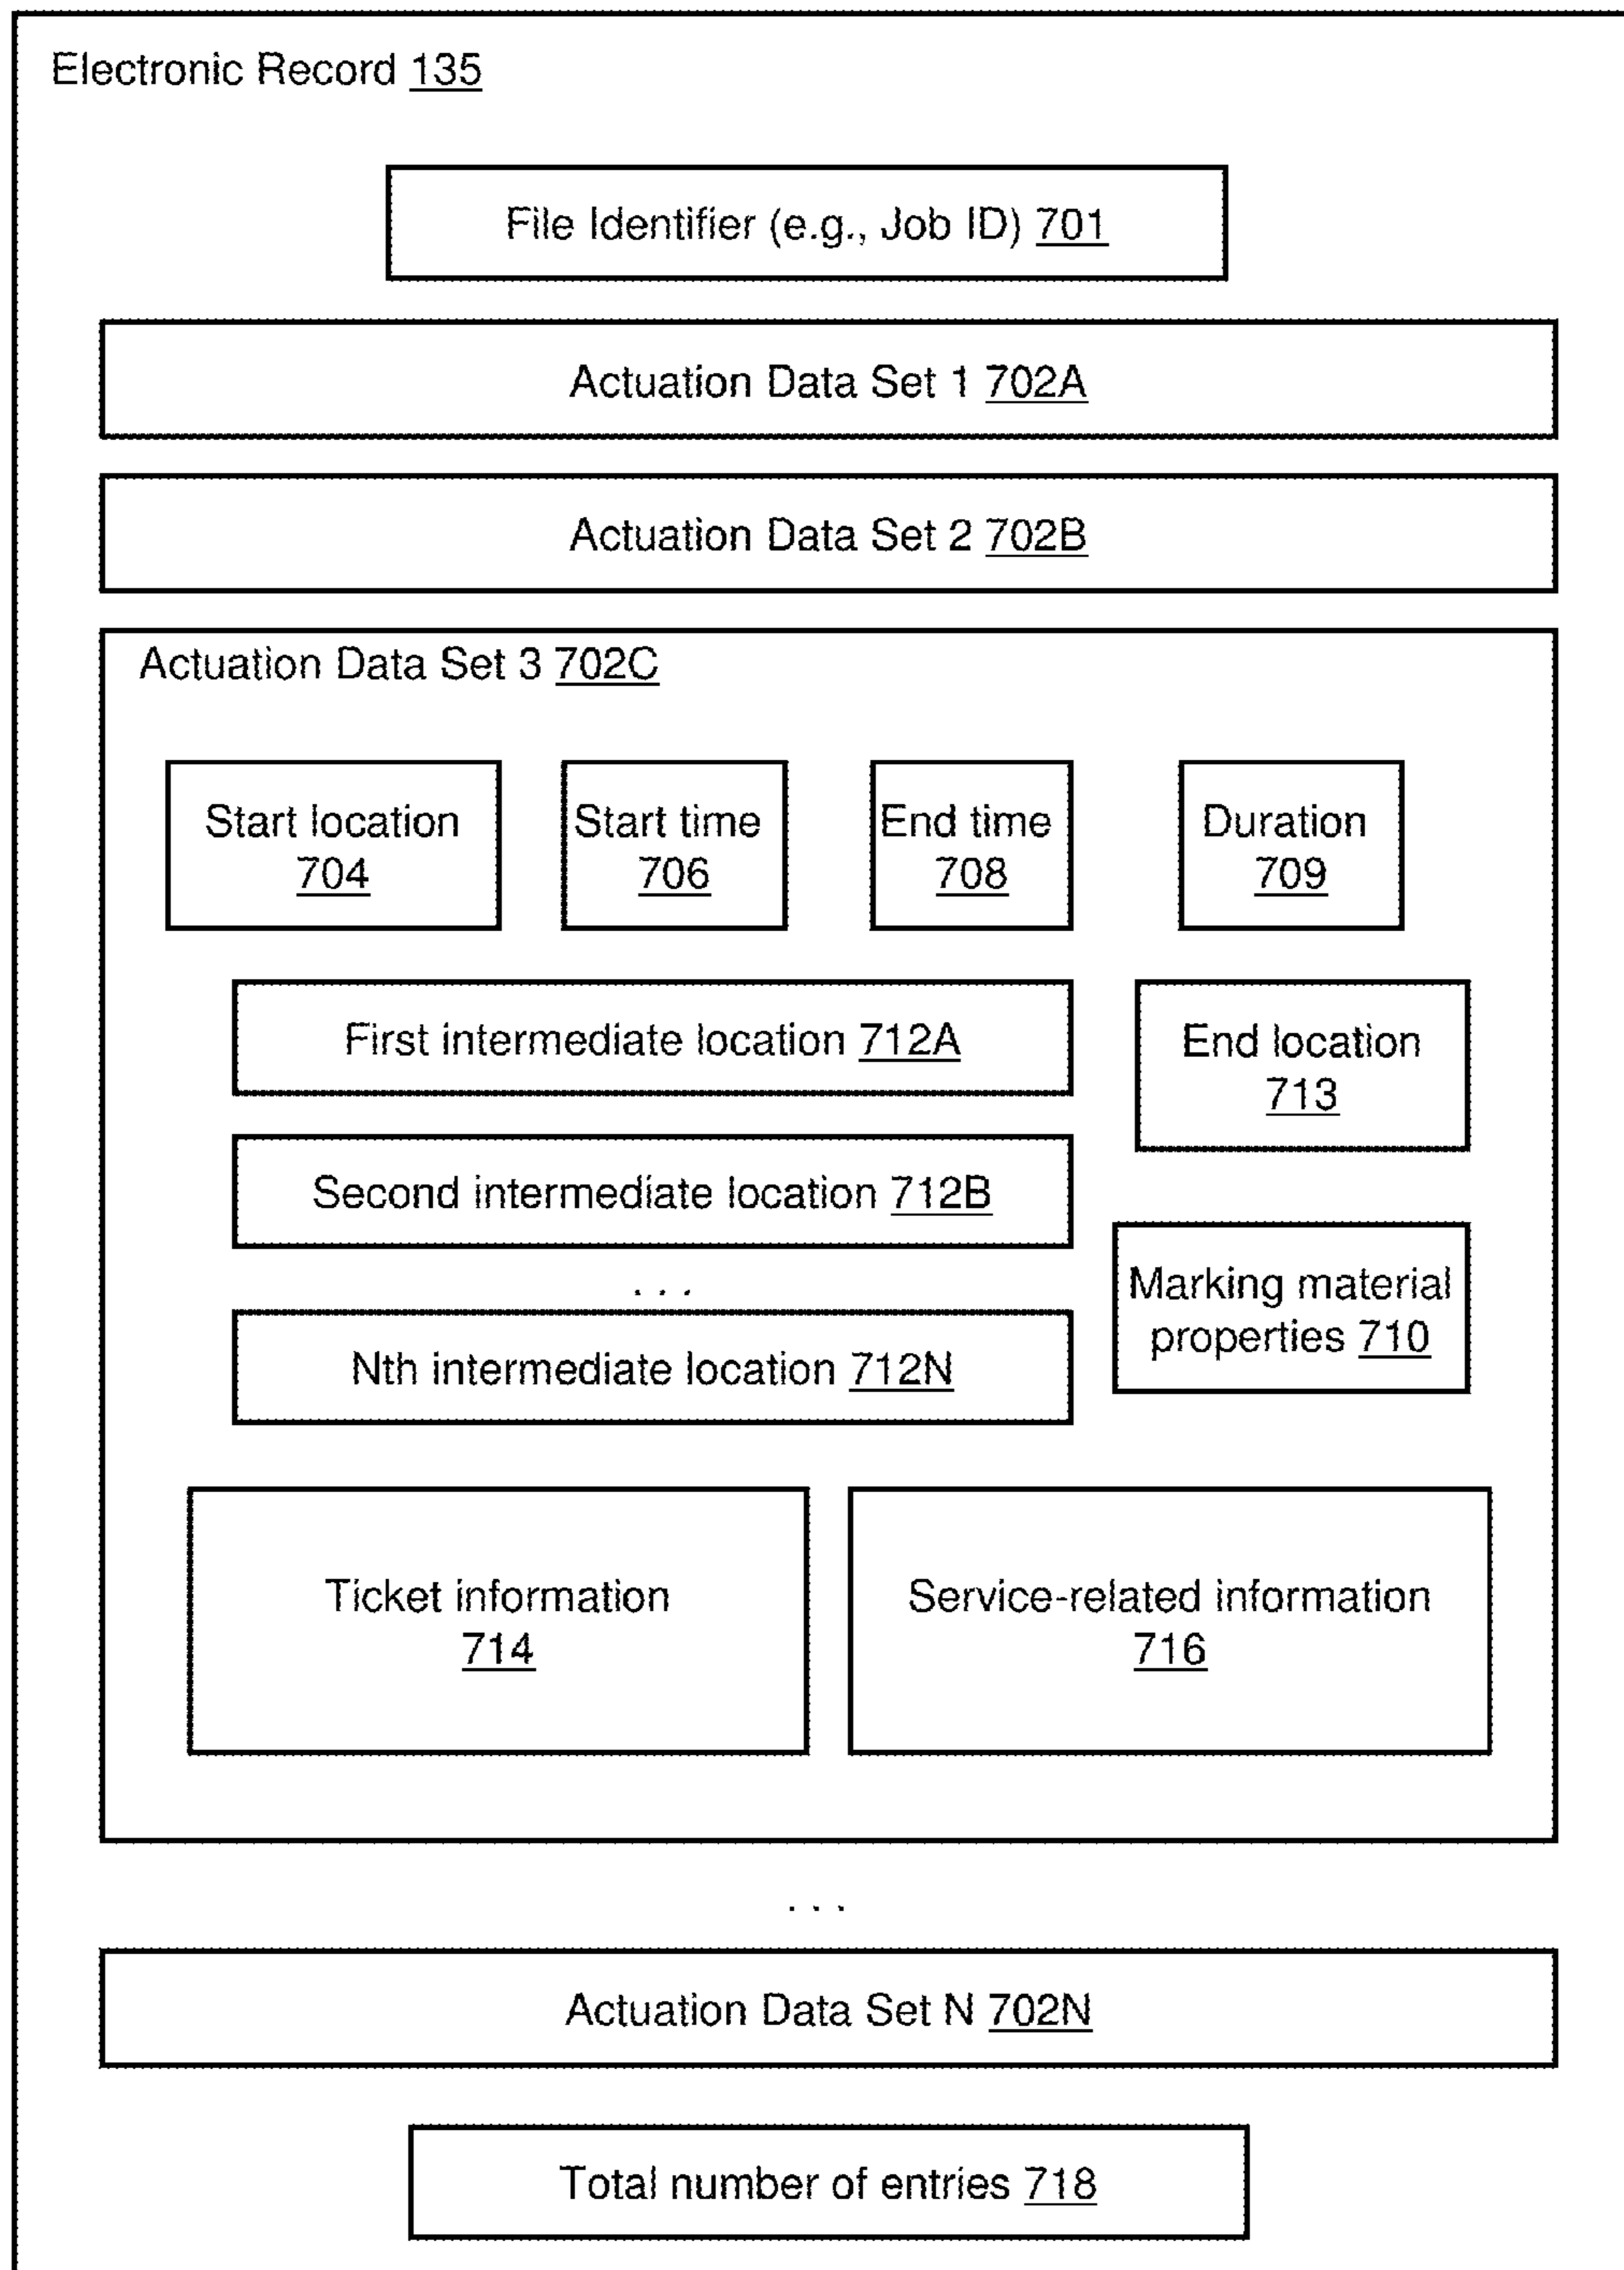 Electronic Record 135
File Identifier (e.g., Job ID) 701
Actuation Data Set 1 702A
Actuation Data Set 2 702B
Actuation Data Set 3 702C
Start location
704
Start time
706
End time
708
Duration
709
First intermediate location 712A
End location
713
Second intermediate location 712B
. . .
Marking material
properties 710
Nth intermediate location 712N
Ticket information
714
Service-related information
716
. . .
Actuation Data Set N 702N
Total number of entries 718